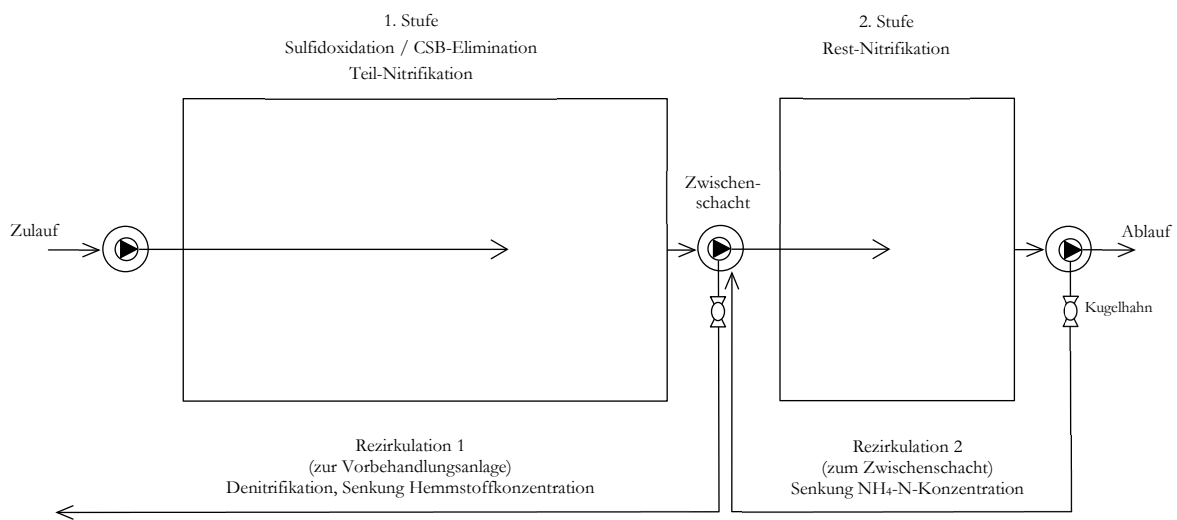 1. Stufe
Sulfidoxidation / CSB-Elimination
Teil-Nitrifikation
2. Stufe
Rest-Nitrifikation
Zwischen-
schacht
Zulauf
Ablauf
Kugelhahn
Rezirkulation 1
(zur Vorbehandlungsanlage)
Denitrifikation, Senkung Hemmstoffkonzentration
Rezirkulation 2
(zum Zwischenschacht)
Senkung NH₄-N-Konzentration